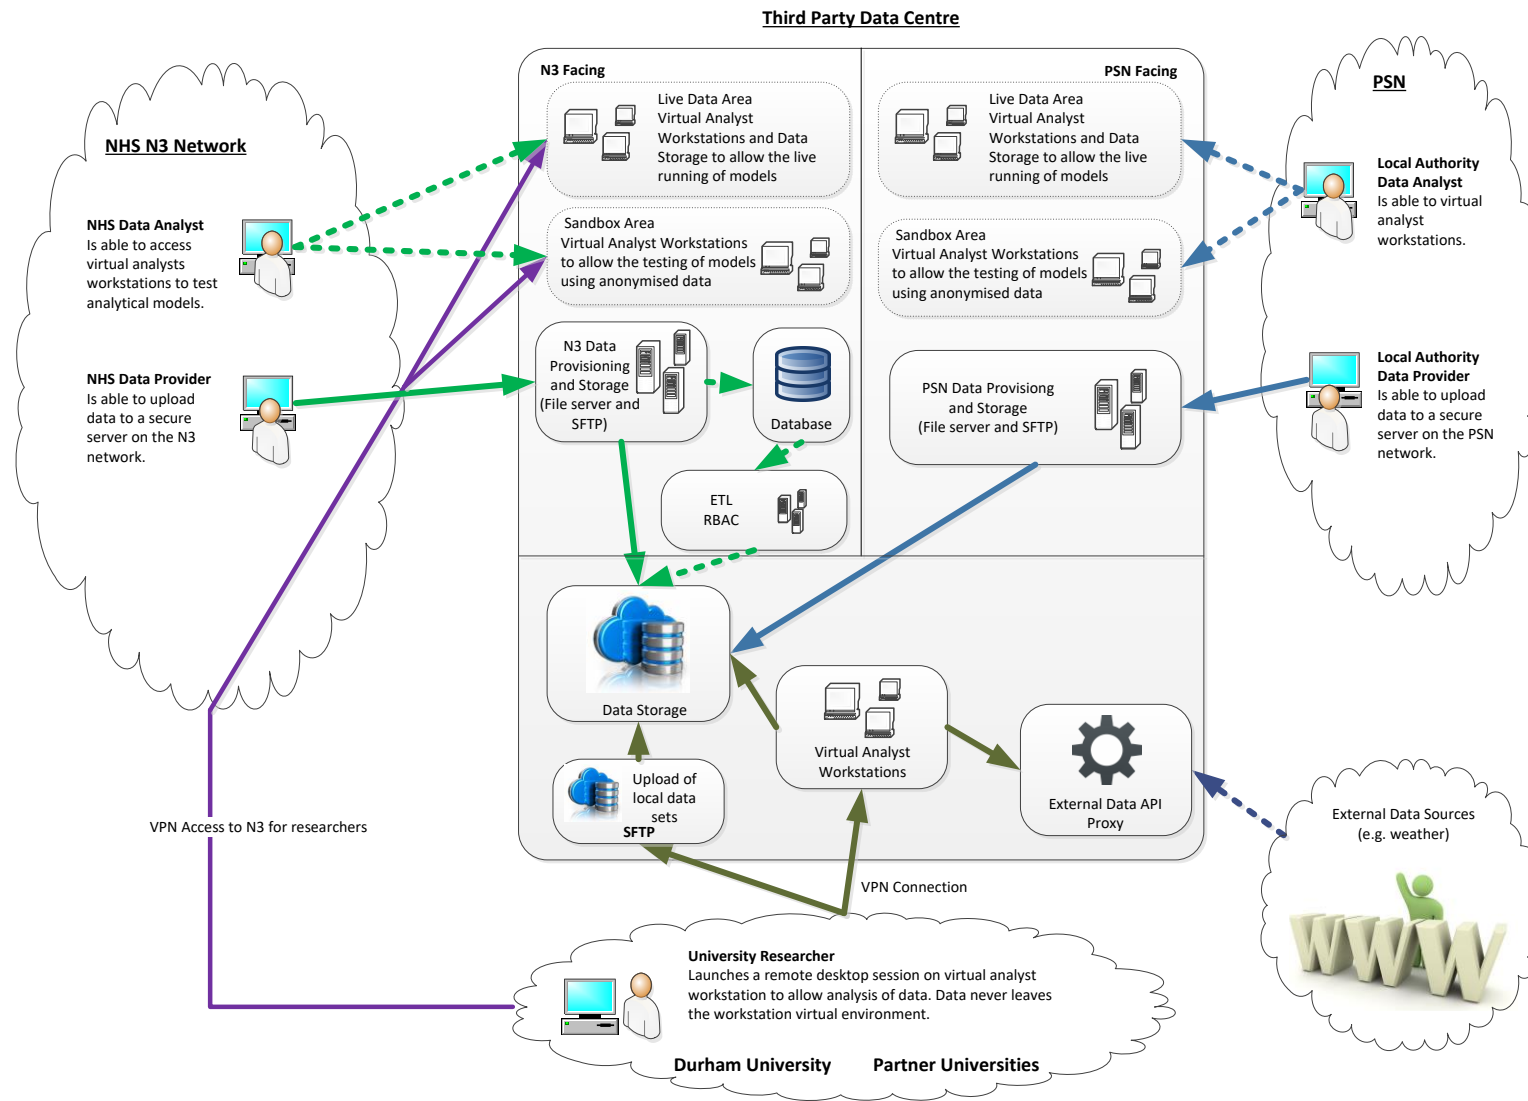 Third Party Data Centre
N3 Facing
PSN Facing
Live Data Area
Virtual Analyst
Workstations and Data
Storage to allow the live
running of models
Live Data Area
Virtual Analyst
Workstations and Data
Storage to allow the live
running of models
PSN
NHS N3 Network
Local Authority
Data Analyst
Is able to virtual
analyst
workstations.
NHS Data Analyst
Is able to access
virtual analysts
workstations to test
analytical models.
Sandbox Area
Virtual Analyst Workstations
to allow the testing of models
using anonymised data
Sandbox Area
Virtual Analyst Workstations
to allow the testing of models
using anonymised data
NHS Data Provider
Is able to upload
data to a secure
server on the N3
network.
N3 Data
Provisioning
and Storage
(File server and
SFTP)
Database
PSN Data Provisiong
and Storage
(File server and SFTP)
Local Authority
Data Provider
Is able to upload
data to a secure
server on the PSN
network.
ETL
RBAC
Data Storage
Virtual Analyst
Workstations
Upload of
local data
sets
SFTP
External Data API
Proxy
External Data Sources
(e.g. weather)
WWW
VPN Access to N3 for researchers
VPN Connection
University Researcher
Launches a remote desktop session on virtual analyst
workstation to allow analysis of data. Data never leaves
the workstation virtual environment.
Durham University
Partner Universities